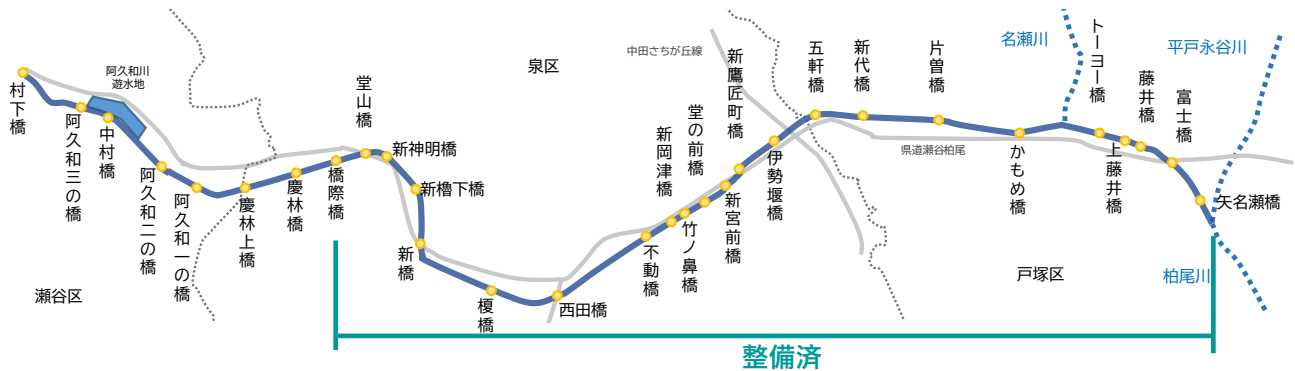 村下橋
阿久和三の橋
阿久和川
遊水地
中村橋
阿久和二の橋
阿久和一の橋
瀬谷区
慶林上橋
慶林橋
橋際橋
堂山橋
新神明橋
新櫓下橋
新橋
榎橋
西田橋
泉区
不動橋
新岡津橋
竹ノ鼻橋
堂の前橋
新宮前橋
新鷹匠町橋
中田さちが丘線
伊勢堰橋
五軒橋
新代橋
片曽橋
県道瀬谷柏尾
かもめ橋
名瀬川
トーヨー橋
上藤井橋
藤井橋
富士橋
平戸永谷川
矢名瀬橋
柏尾川
戸塚区
整備済